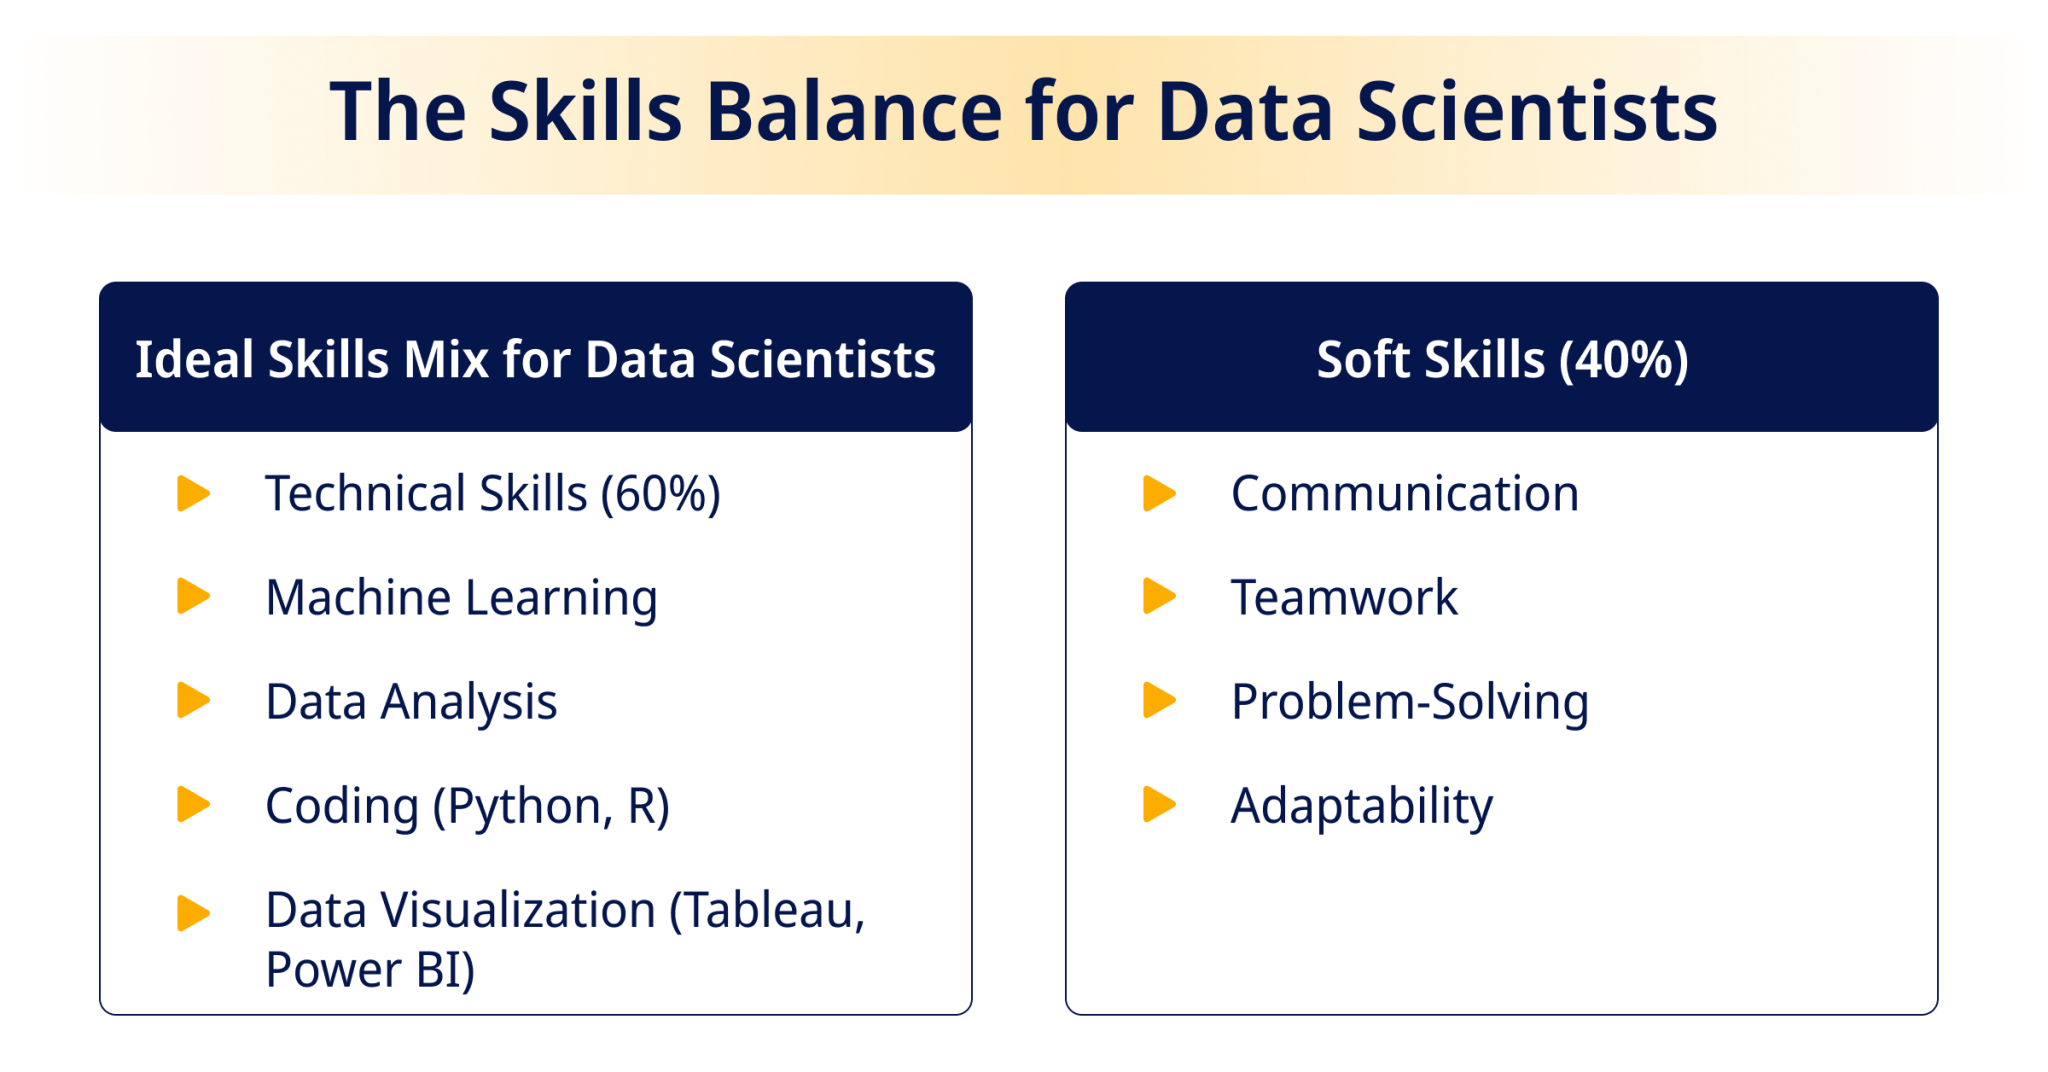 The Skills Balance for Data Scientists
Ideal Skills Mix for Data Scientists
Technical Skills (60%)
Machine Learning
Data Analysis
Coding (Python, R)
Data Visualization (Tableau,
Power BI)
Soft Skills (40%)
Communication
Teamwork
Problem-Solving
Adaptability